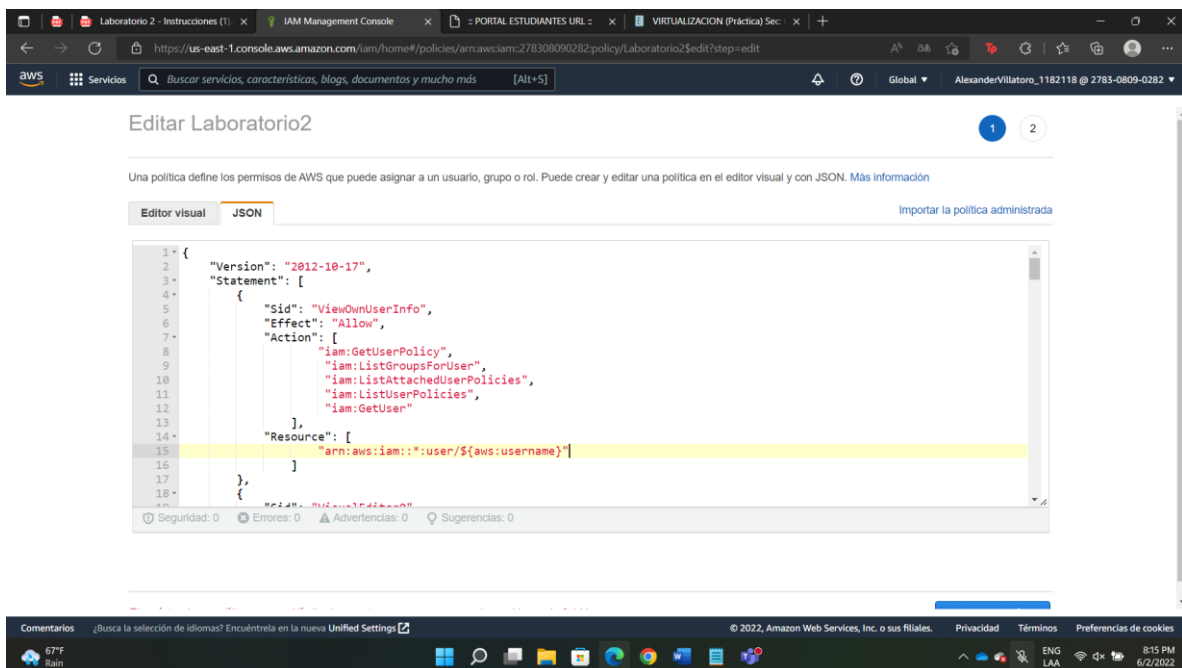 Laboratorio 2 - Instrucciones (1).
IAM Management Console
:: PORTAL ESTUDIANTES URL ::
VIRTUALIZACION (Práctica) Sec:
https://us-east-1.console.aws.amazon.com/iam/home#/policies/arn:aws:iam::278308090282:policy/Laboratorio2$edit?step=edit
aws Servicios Buscar servicios, características, blogs, documentos y mucho más [Alt+S] Global AlexanderVillatoro_1182118 @ 2783-0809-0282
Editar Laboratorio2 1 2
Una política define los permisos de AWS que puede asignar a un usuario, grupo o rol. Puede crear y editar una política en el editor visual y con JSON. Más información
Editor visual JSON Importar la política administrada
1 {
2 "Version": "2012-10-17",
3 "Statement": [
4 {
5 "Sid": "ViewOwnUserInfo",
6 "Effect": "Allow",
7 "Action": [
8 "iam:GetUserPolicy",
9 "iam:ListGroupsForUser",
10 "iam:ListAttachedUserPolicies",
11 "iam:ListUserPolicies",
12 "iam:GetUser"
13 ],
14 "Resource": [
15 "arn:aws:iam::*:user/${aws:username}"
16 ]
17 },
18 {
"Sid": "VisualEditor0",
Seguridad: 0 Errores: 0 Advertencias: 0 Sugerencias: 0
Comentarios ¿Busca la selección de idiomas? Encuéntrela en la nueva Unified Settings © 2022, Amazon Web Services, Inc. o sus filiales. Privacidad Términos Preferencias de cookies
67°F
Rain
ENG
LAA
8:15 PM
6/2/2022